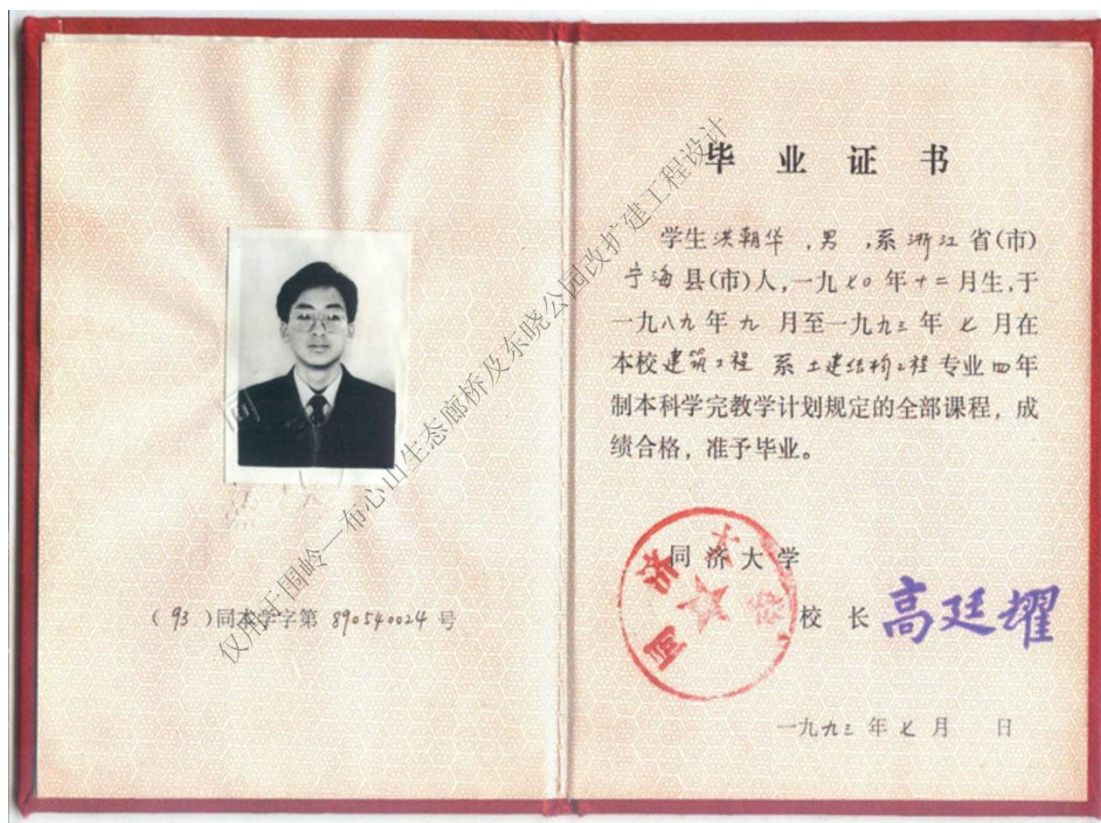 仅用于围岭—布心山生态廊桥及东晓公园改扩建工程设计
(93)同本学字第 890540024 号
毕业证书
学生洪朝华,男,系浙江省(市)
宁海县(市)人,一九七〇年十二月生,于
一九八九年九月至一九九三年七月在
本校建筑工程系土建结构工程专业四年
制本科学完教学计划规定的全部课程,成
绩合格,准予毕业。
同济大学
同济大学
校长 高廷耀
一九九三年七月 日